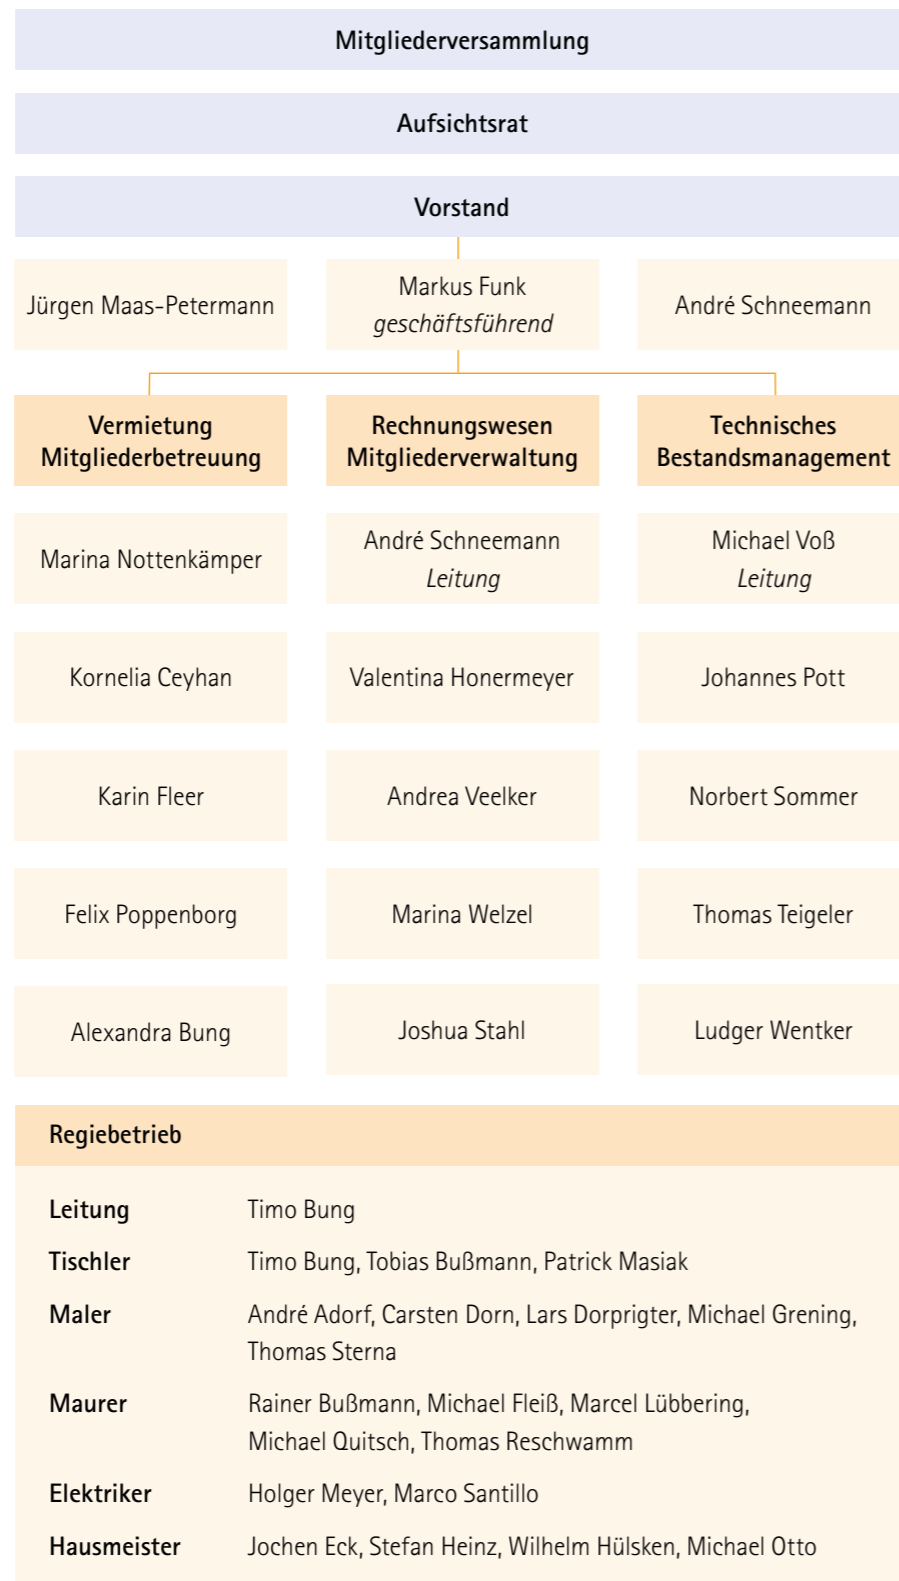 Mitgliederversammlung
Aufsichtsrat
Vorstand
Jürgen Maas-Petermann
Markus Funk
geschäftsführend
André Schneemann
Vermietung
Mitgliederbetreuung
Rechnungswesen
Mitgliederverwaltung
Technisches
Bestandsmanagement
Marina Nottenkämper
André Schneemann
Leitung
Michael Voß
Leitung
Kornelia Ceyhan
Valentina Honermeyer
Johannes Pott
Karin Fleer
Andrea Veelker
Norbert Sommer
Felix Poppenborg
Marina Welzel
Thomas Teigeler
Alexandra Bung
Joshua Stahl
Ludger Wentker
Regiebetrieb
Leitung Timo Bung
Tischler Timo Bung, Tobias Bußmann, Patrick Masiak
Maler André Adorf, Carsten Dorn, Lars Dorprigter, Michael Grening,
Thomas Sterna
Maurer Rainer Bußmann, Michael Fleiß, Marcel Lübbering,
Michael Quitsch, Thomas Reschwamm
Elektriker Holger Meyer, Marco Santillo
Hausmeister Jochen Eck, Stefan Heinz, Wilhelm Hülsken, Michael Otto